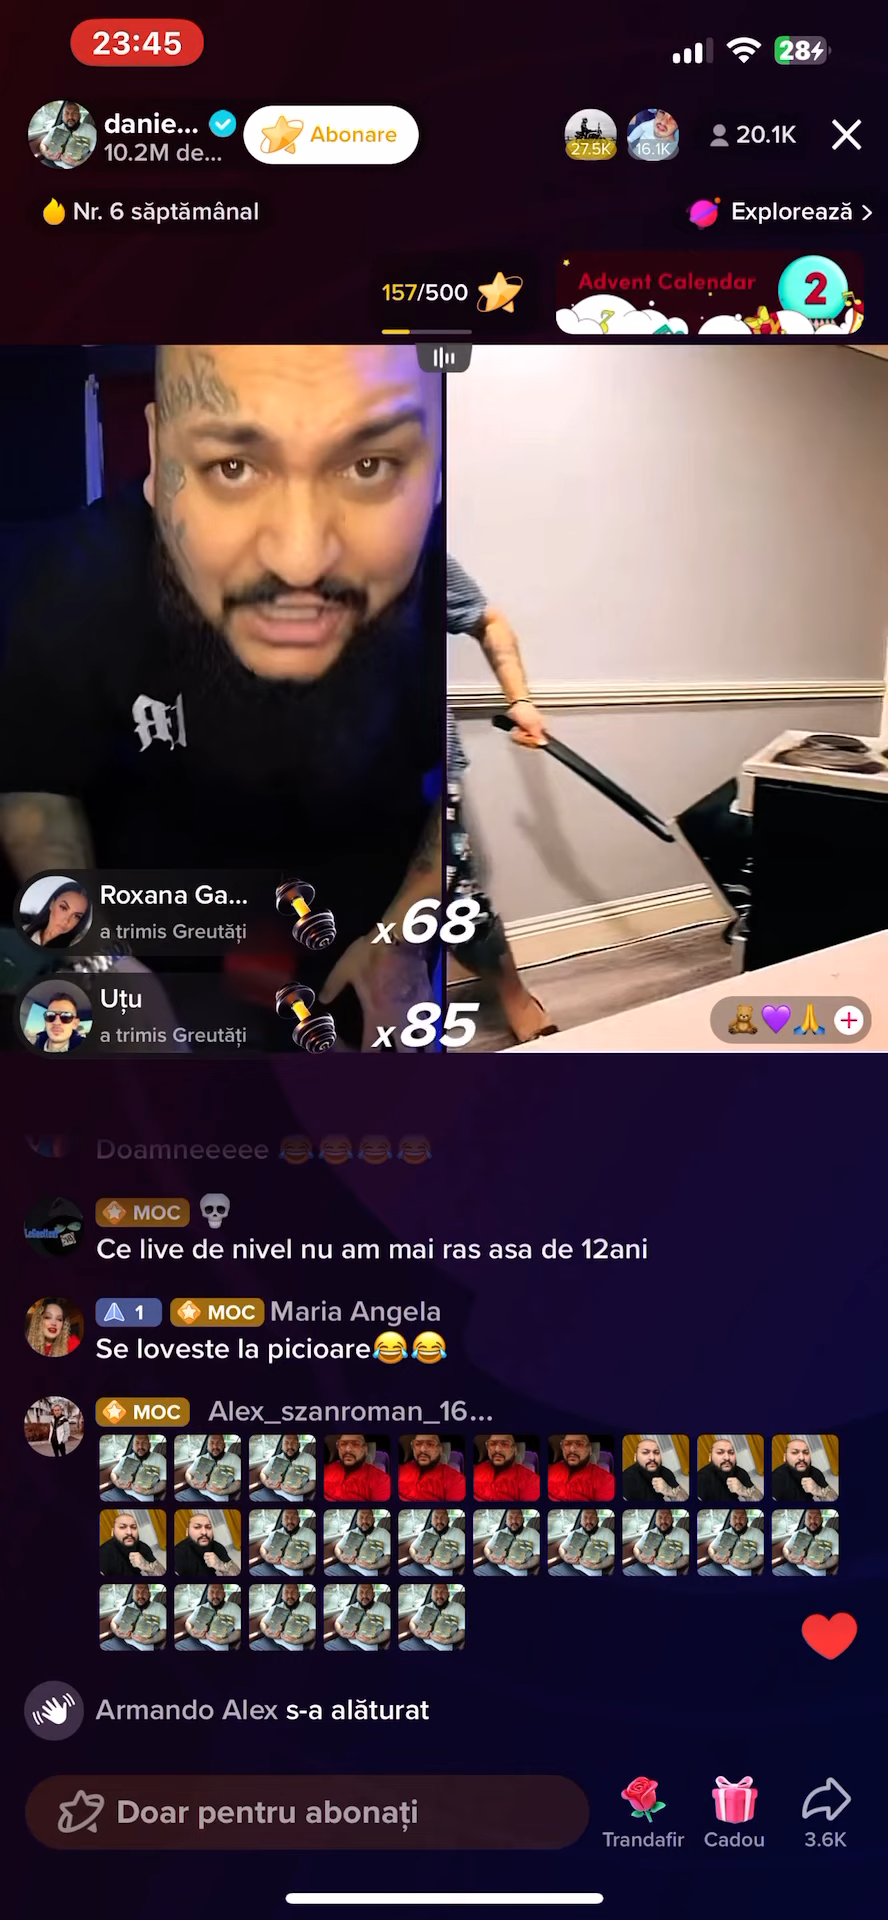 23:45
28
danie...
10.2M de...
Abonare
27.5K
16.1K
20.1K
Nr. 6 săptămânal
Explorează
157/500
Advent Calendar
2
Roxana Ga...
a trimis Greutăți
x68
Uțu
a trimis Greutăți
x85
Doamneeeee 😂😂😂😂
MOC 💀
Ce live de nivel nu am mai ras asa de 12ani
1 MOC Maria Angela
Se loveste la picioare😂😂
MOC Alex_szanroman_16...
Armando Alex s-a alăturat
Doar pentru abonați
Trandafir
Cadou
3.6K